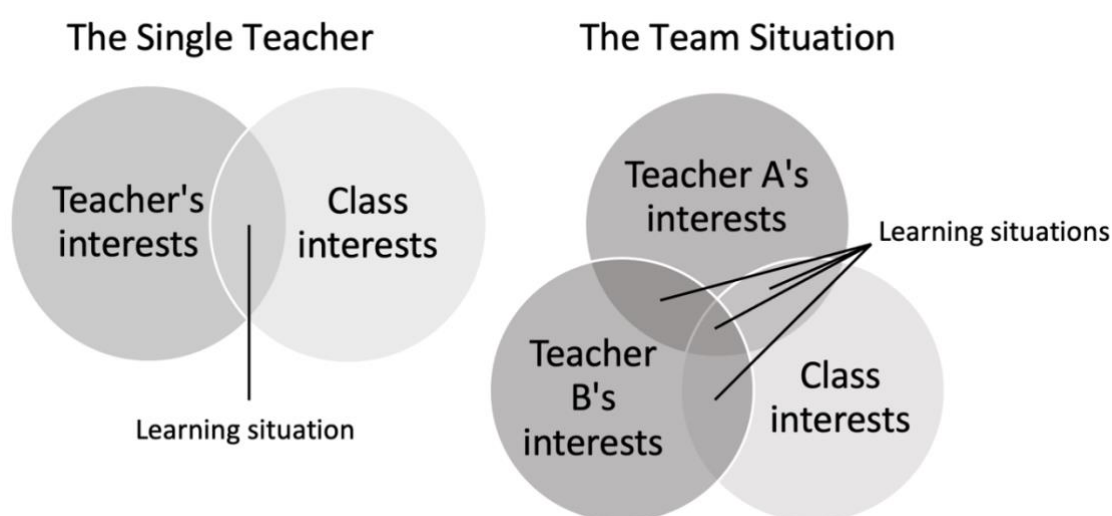 The Single Teacher
Teacher's
interests
Class
interests
Learning situation
The Team Situation
Teacher A's
interests
Learning situations
Teacher
B's
interests
Class
interests